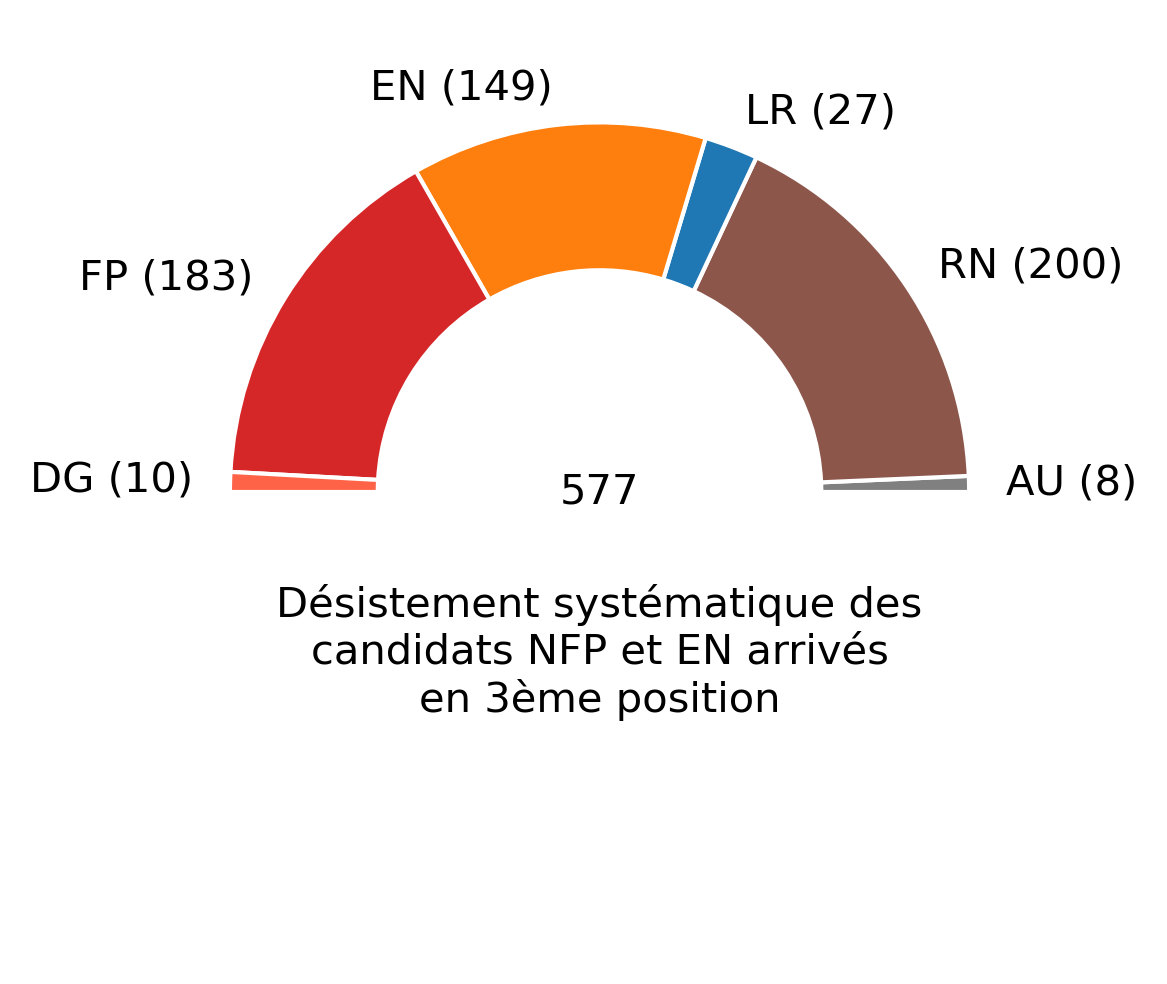 EN (149)
LR (27)
FP (183)
RN (200)
DG (10)
577
AU (8)
Désistement systématique des
candidats NFP et EN arrivés
en 3ème position